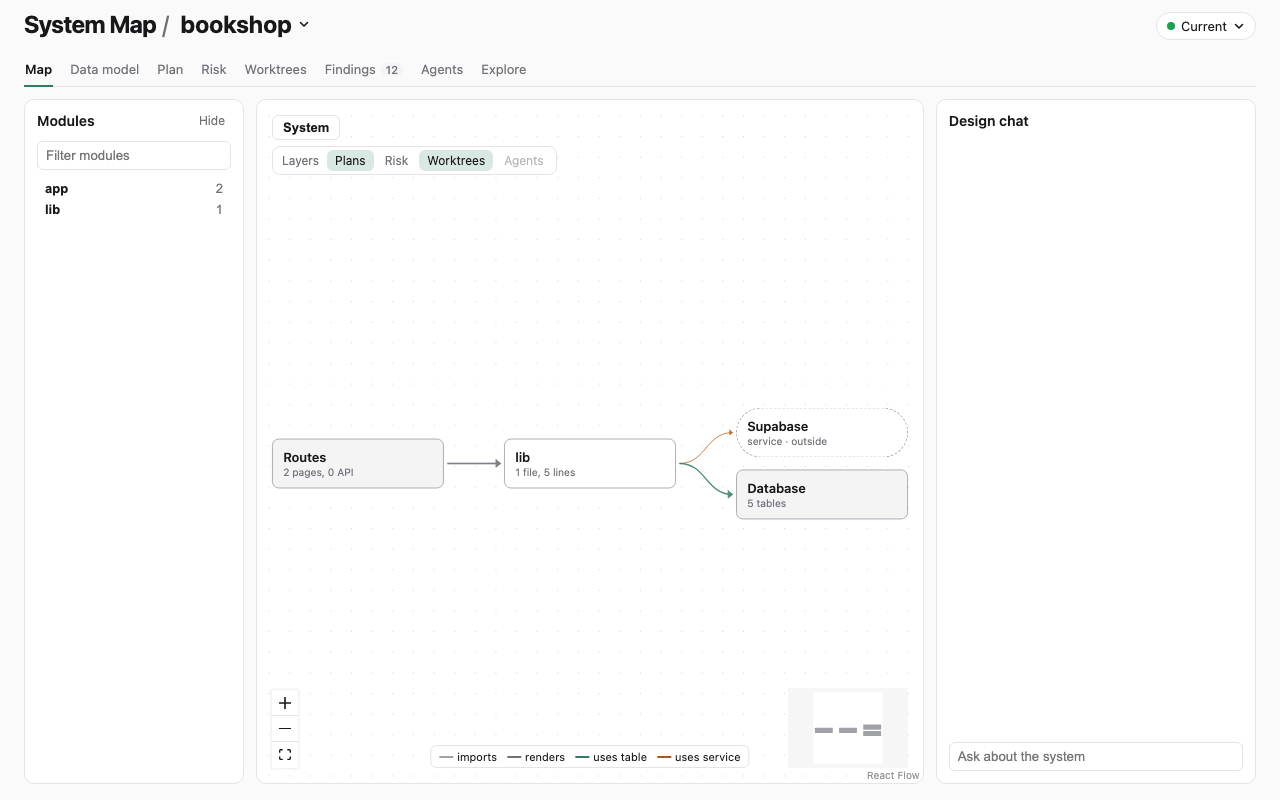 System Map / bookshop
Current
Map Data model Plan Risk Worktrees Findings 12 Agents Explore
Modules Hide
Filter modules
app 2
lib 1
System
Layers Plans Risk Worktrees Agents
Routes
2 pages, 0 API
lib
1 file, 5 lines
Supabase
service · outside
Database
5 tables
imports renders uses table uses service
React Flow
Design chat
Ask about the system